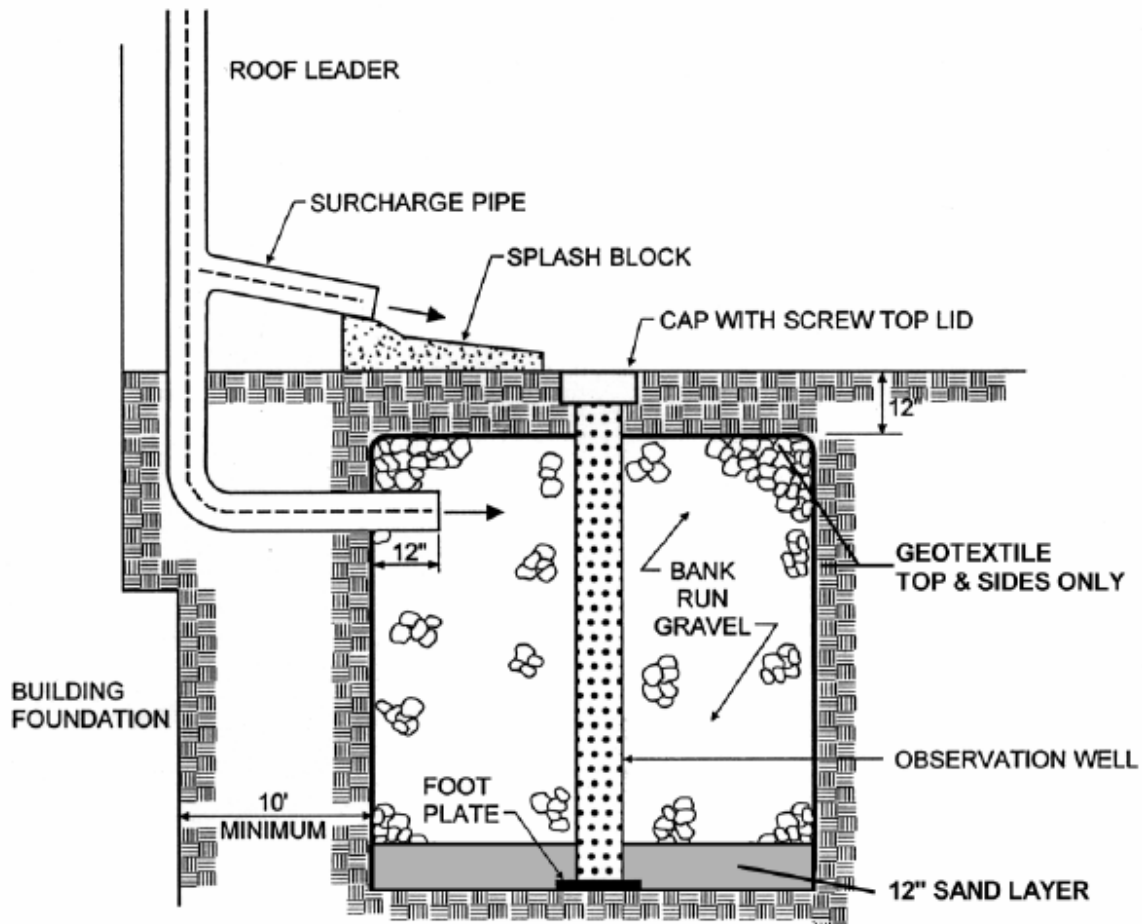 ROOF LEADER
SURCHARGE PIPE
SPLASH BLOCK
CAP WITH SCREW TOP LID
12"
12"
GEOTEXTILE
TOP & SIDES ONLY
BANK
RUN
GRAVEL
BUILDING
FOUNDATION
OBSERVATION WELL
FOOT
PLATE
10'
MINIMUM
12" SAND LAYER